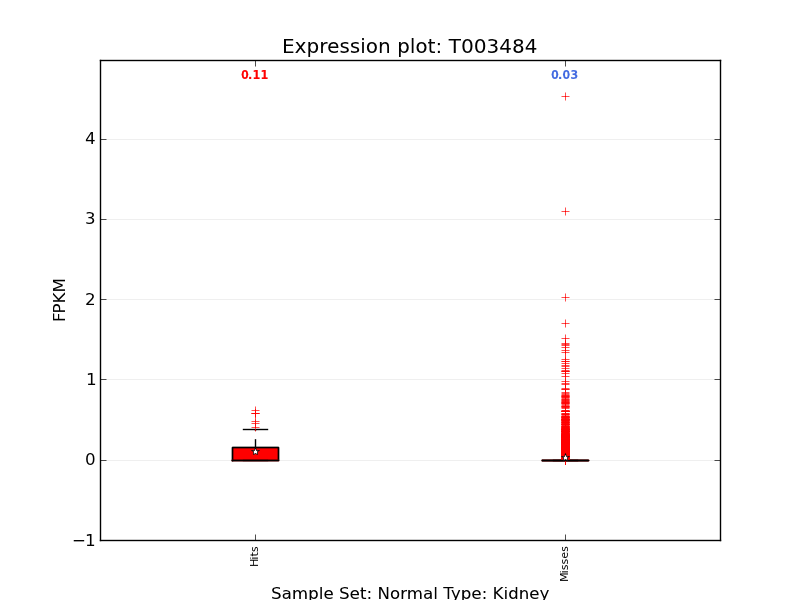 Expression plot: T003484
0.11
0.03
4
3
2
1
0
−1
FPKM
Hits
Misses
Sample Set: Normal Type: Kidney